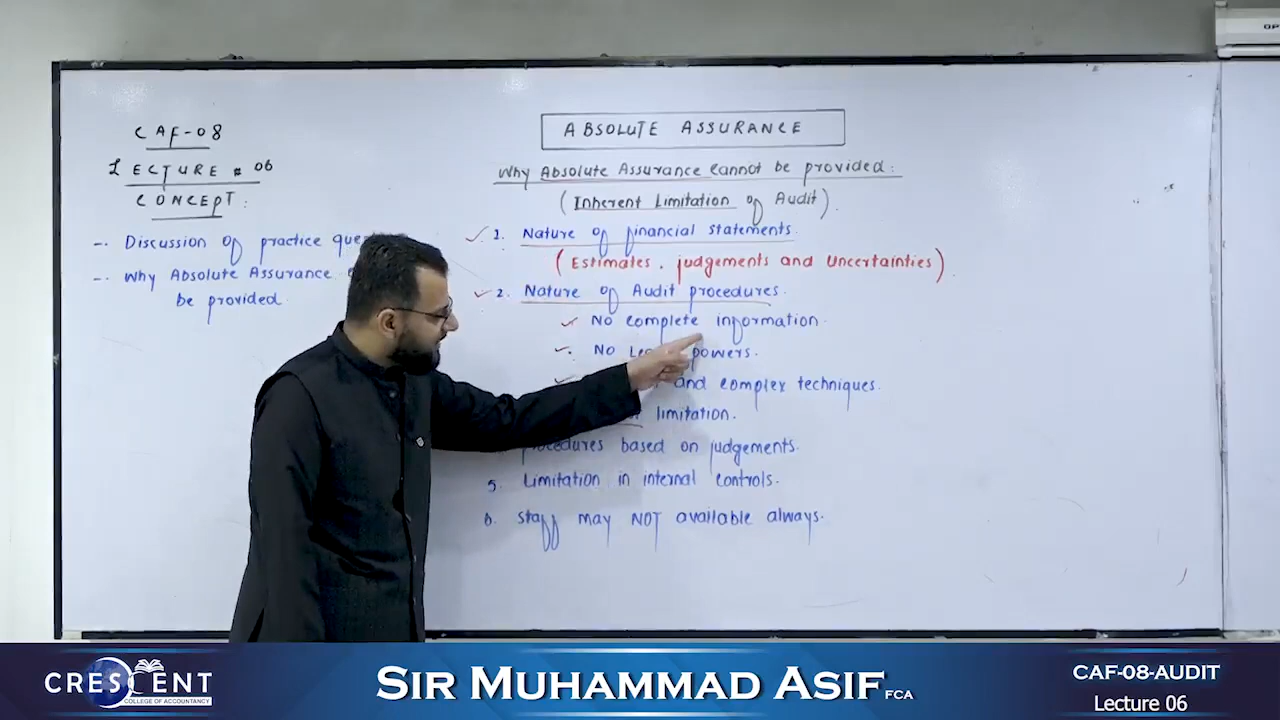 CAF-08
LECTURE # 06
CONCEPT:
-. Discussion of practice
-. Why Absolute Assurance
be provided.
ABSOLUTE ASSURANCE
Why Absolute Assurance cannot be provided:
(Inherent Limitation of Audit).
1. Nature of financial statements.
(Estimates, judgements and uncertainties).
2. Nature of Audit procedures.
No complete information.
No powers.
and complex techniques.
limitation.
procedures based on judgements.
5. Limitation in internal controls.
6. Staff may NOT available always.
CRESCENT
COLLEGE OF ACCOUNTANCY
SIR MUHAMMAD ASIF FCA
CAF-08-AUDIT
Lecture 06